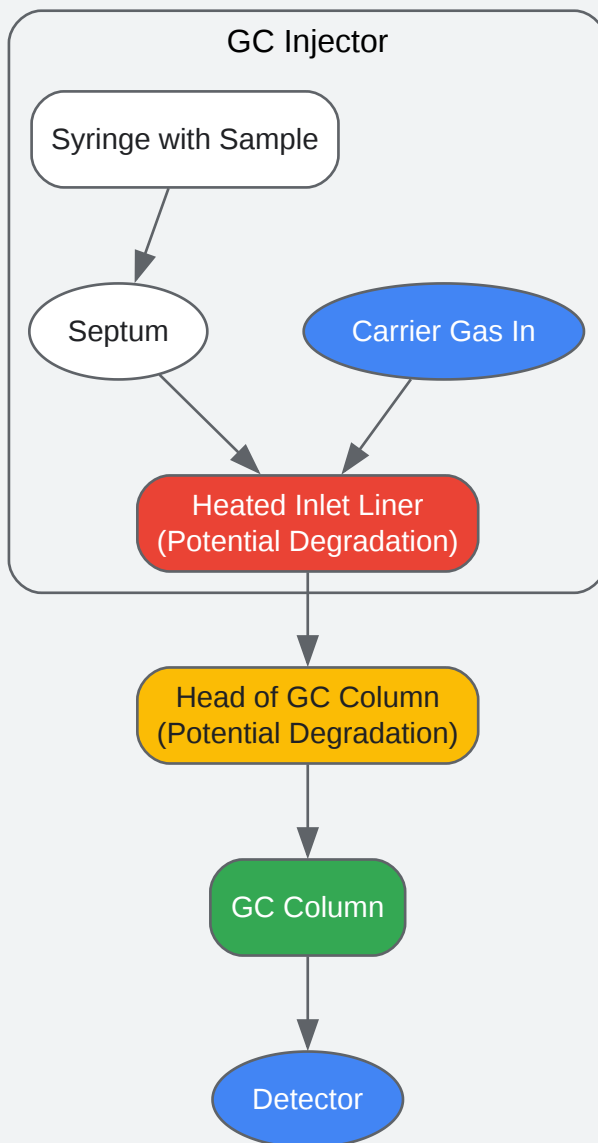 GC Injector
Syringe with Sample
Septum
Carrier Gas In
Heated Inlet Liner
(Potential Degradation)
Head of GC Column
(Potential Degradation)
GC Column
Detector